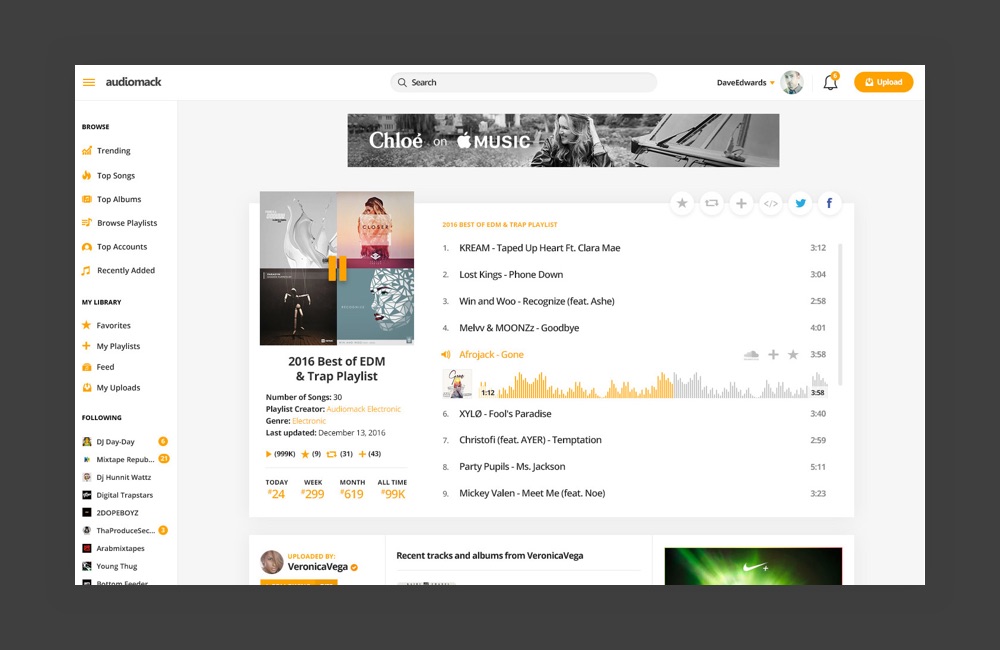 audiomack
Search
DaveEdwards
6
Upload
Chloé on MUSIC
BROWSE
Trending
Top Songs
Top Albums
Browse Playlists
Top Accounts
Recently Added
MY LIBRARY
Favorites
My Playlists
Feed
My Uploads
FOLLOWING
DJ Day-Day 6
Mixtape Repub... 21
Dj Hunnit Wattz
Digital Trapstars
2DOPEBOYZ
ThaProduceSec... 3
Arabmixtapes
Young Thug
Bottom Feeder
CLOSER
2016 Best of EDM
& Trap Playlist
Number of Songs: 30
Playlist Creator: Audiomack Electronic
Genre: Electronic
Last updated: December 13, 2016
(999K) (9) (31) (43)
TODAY WEEK MONTH ALL TIME
#24 #299 #619 #99K
2016 BEST OF EDM & TRAP PLAYLIST
1. KREAM - Taped Up Heart Ft. Clara Mae 3:12
2. Lost Kings - Phone Down 3:04
3. Win and Woo - Recognize (feat. Ashe) 2:58
4. Melvv & MOONZz - Goodbye 4:01
Afrojack - Gone 3:58
Gone
1:12 3:58
6. XYLØ - Fool's Paradise 3:40
7. Christofi (feat. AYER) - Temptation 2:59
8. Party Pupils - Ms. Jackson 5:11
9. Mickey Valen - Meet Me (feat. Noe) 3:23
UPLOADED BY:
VeronicaVega
Recent tracks and albums from VeronicaVega